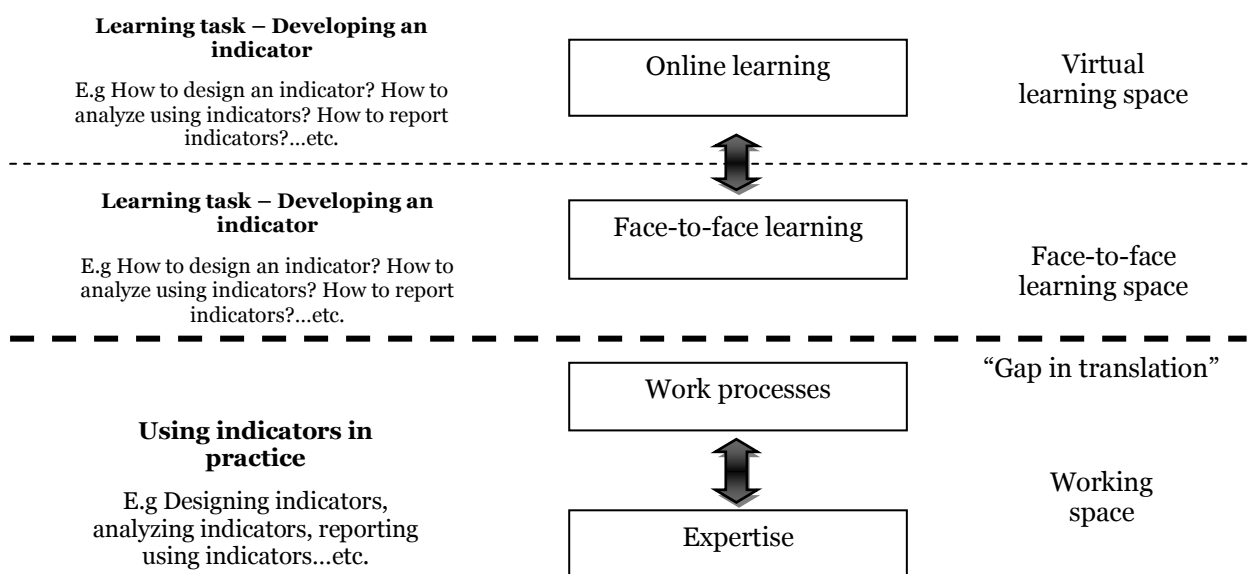 Learning task – Developing an
indicator
E.g How to design an indicator? How to
analyze using indicators? How to report
indicators?...etc.
Online learning
Virtual
learning space
Learning task – Developing an
indicator
E.g How to design an indicator? How to
analyze using indicators? How to report
indicators?...etc.
Face-to-face learning
Face-to-face
learning space
“Gap in translation”
Work processes
Using indicators in
practice
E.g Designing indicators,
analyzing indicators, reporting
using indicators...etc.
Expertise
Working
space